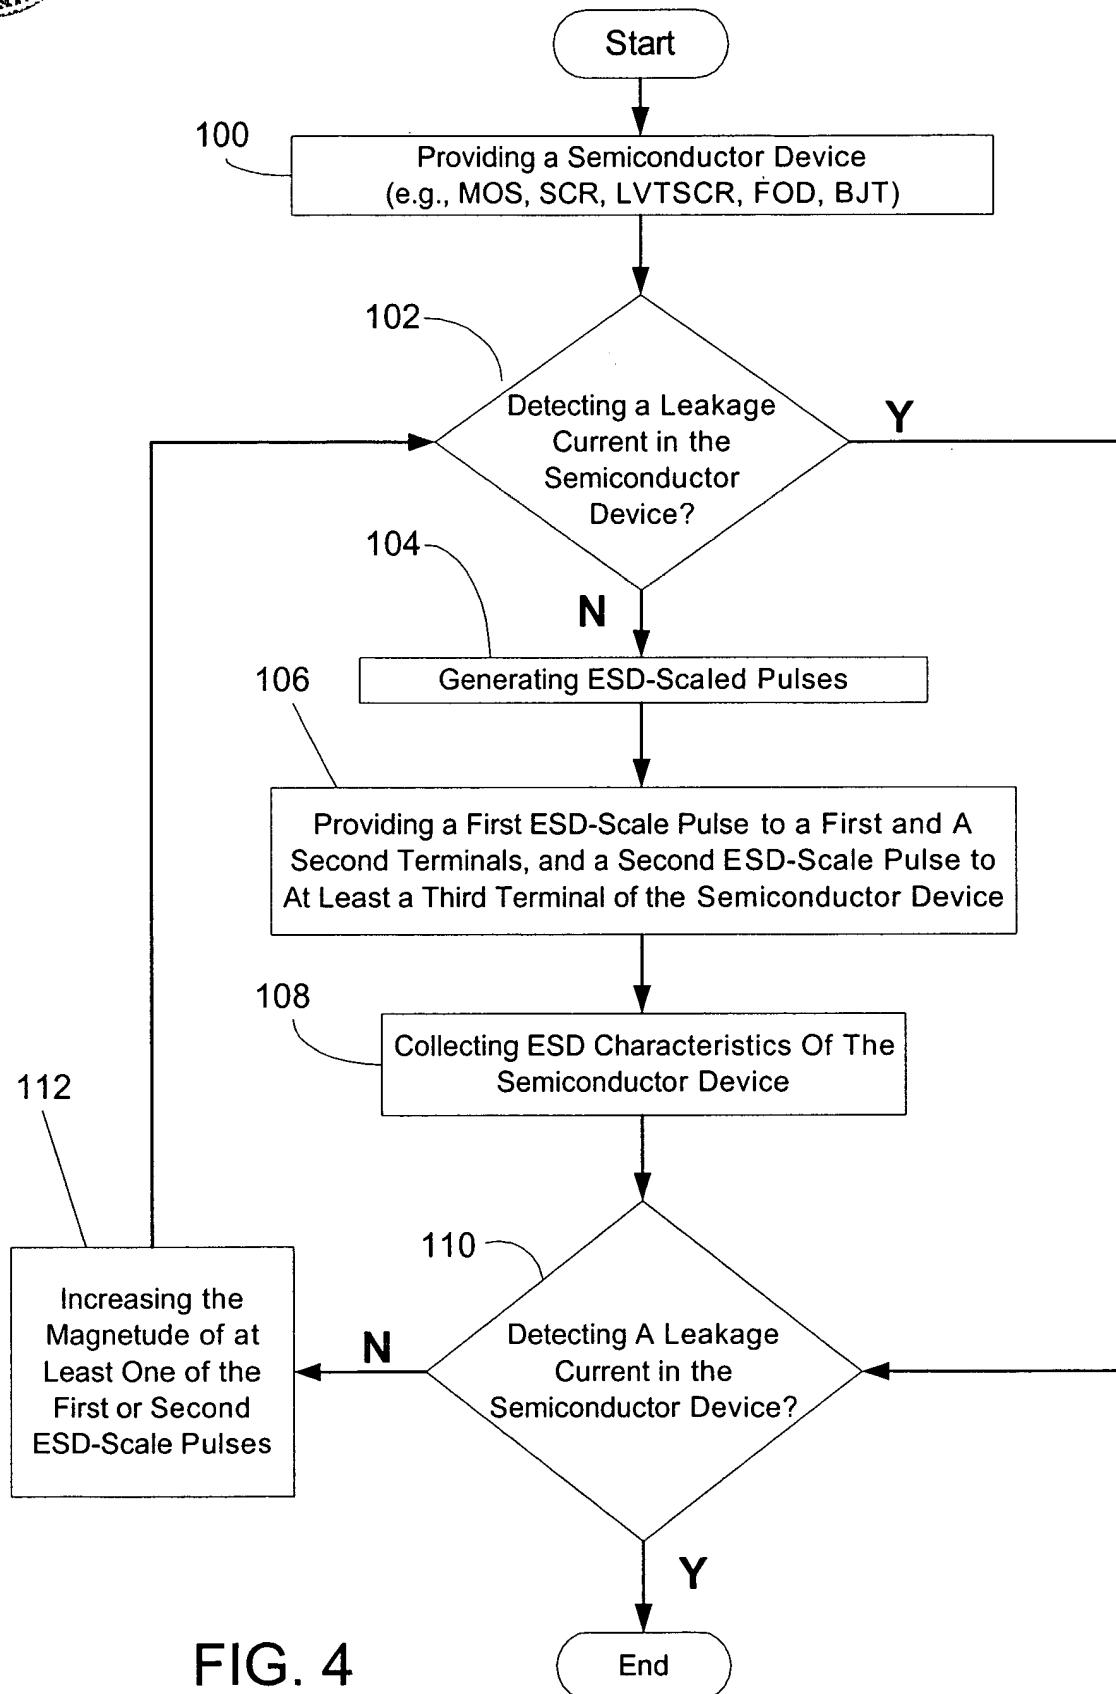 Start
100
Providing a Semiconductor Device
(e.g., MOS, SCR, LVTSCR, FOD, BJT)
102
Detecting a Leakage
Current in the
Semiconductor
Device?
Y
104
N
Generating ESD-Scaled Pulses
106
Providing a First ESD-Scale Pulse to a First and A
Second Terminals, and a Second ESD-Scale Pulse to
At Least a Third Terminal of the Semiconductor Device
108
Collecting ESD Characteristics Of The
Semiconductor Device
112
110
Increasing the
Magnetude of at
Least One of the
First or Second
ESD-Scale Pulses
N
Detecting A Leakage
Current in the
Semiconductor Device?
Y
End
FIG. 4